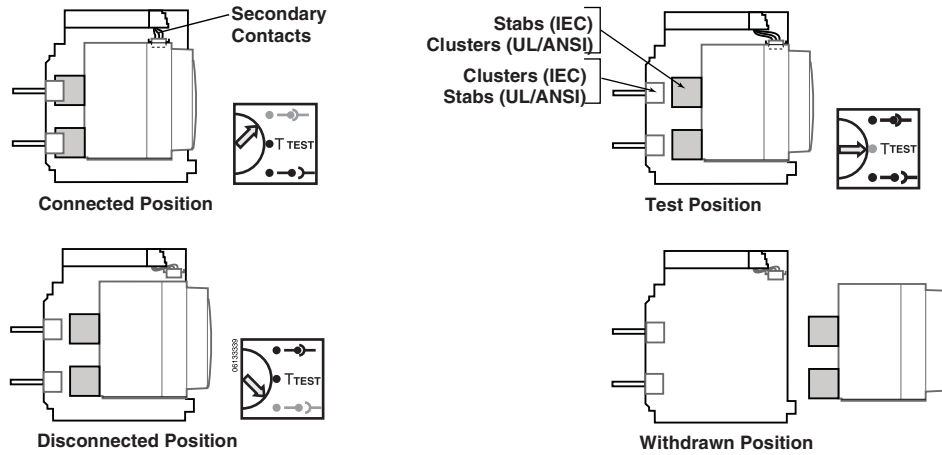 Secondary
Contacts
T TEST
Connected Position
Stabs (IEC)
Clusters (UL/ANSI)
Clusters (IEC)
Stabs (UL/ANSI)
TTEST
Test Position
06133339
TTEST
Disconnected Position
Withdrawn Position